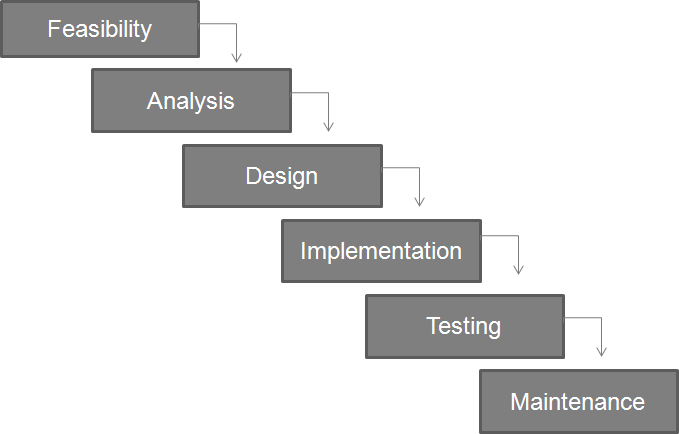 Feasibility
Analysis
Design
Implementation
Testing
Maintenance